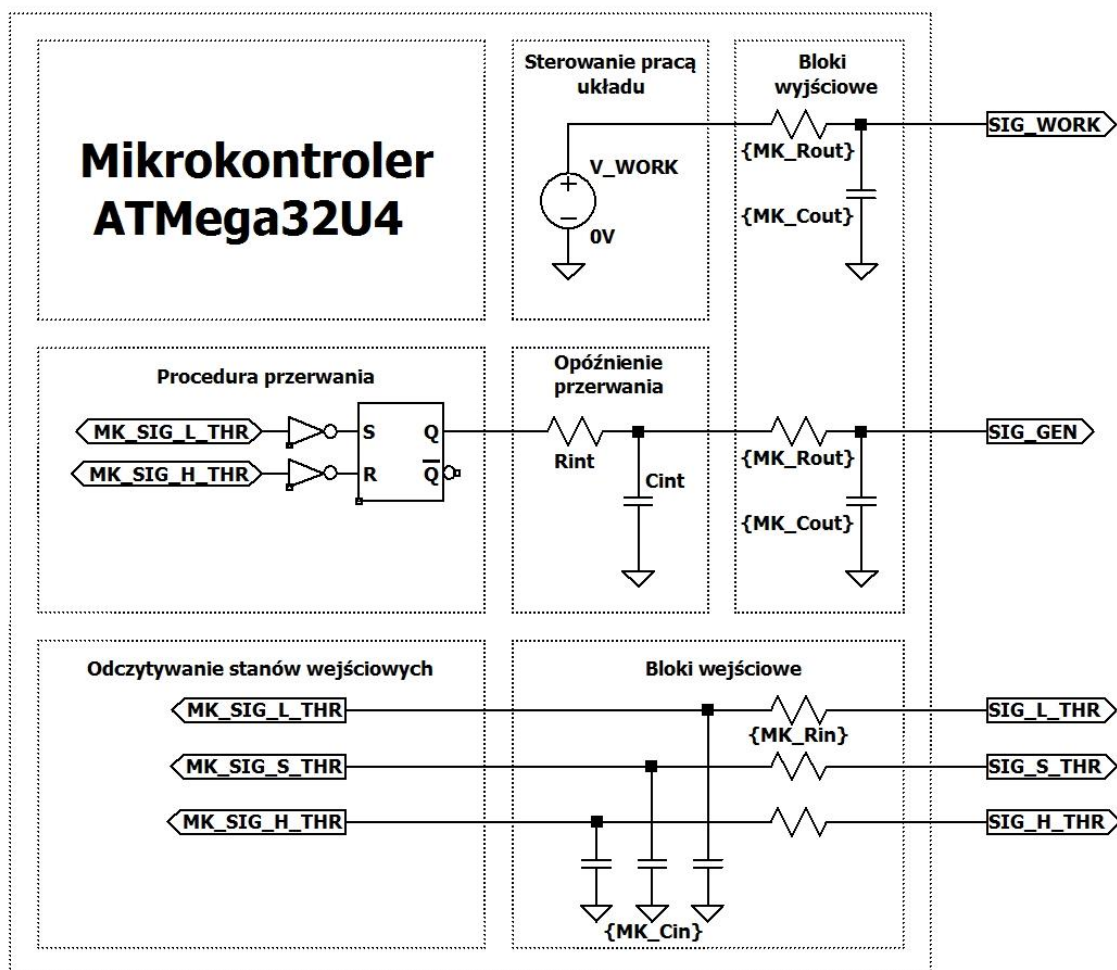 Mikrokontroler
ATMega32U4
Sterowanie pracą
układu
V_WORK
0V
Bloki
wyjściowe
{MK_Rout}
{MK_Cout}
SIG_WORK
Procedura przerwania
MK_SIG_L_THR
MK_SIG_H_THR
S
Q
R
Q
Opóźnienie
przerwania
Rint
Cint
{MK_Rout}
{MK_Cout}
SIG_GEN
Odczytywanie stanów wejściowych
MK_SIG_L_THR
MK_SIG_S_THR
MK_SIG_H_THR
Bloki wejściowe
{MK_Rin}
{MK_Cin}
SIG_L_THR
SIG_S_THR
SIG_H_THR